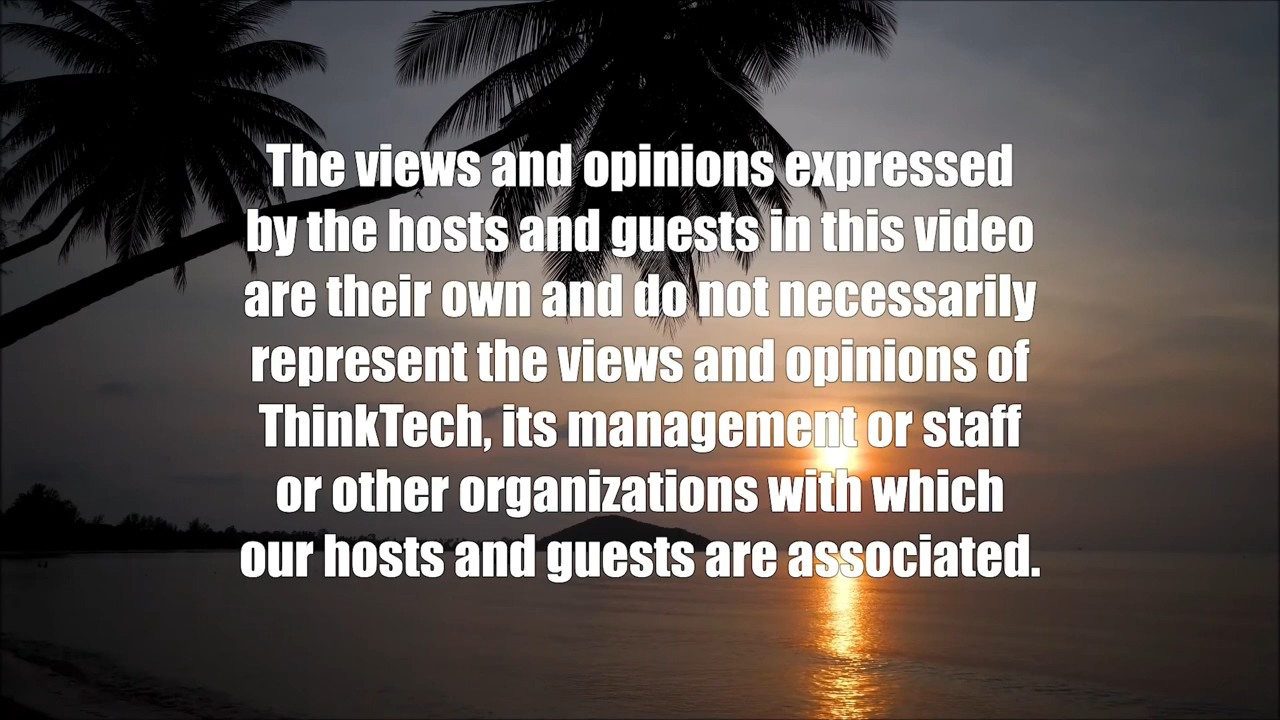 The views and opinions expressed
by the hosts and guests in this video
are their own and do not necessarily
represent the views and opinions of
ThinkTech, its management or staff
or other organizations with which
our hosts and guests are associated.